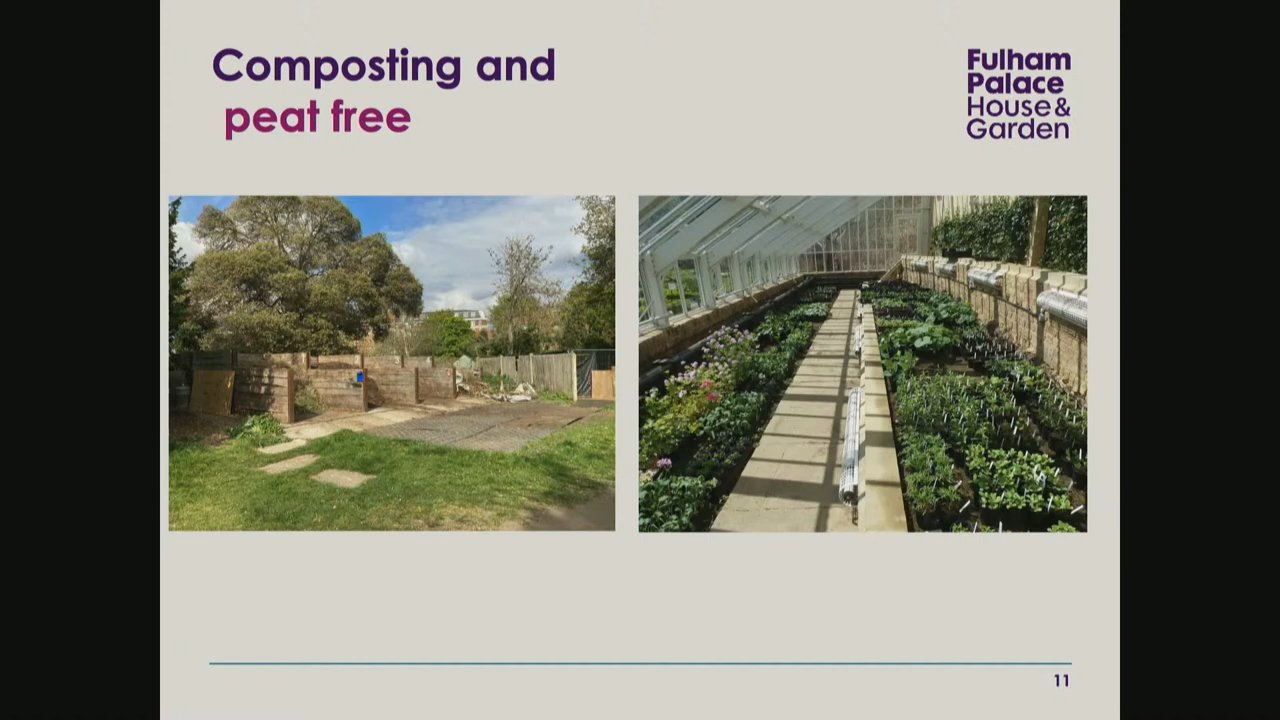 Composting and
peat free
Fulham
Palace
House &
Garden
11